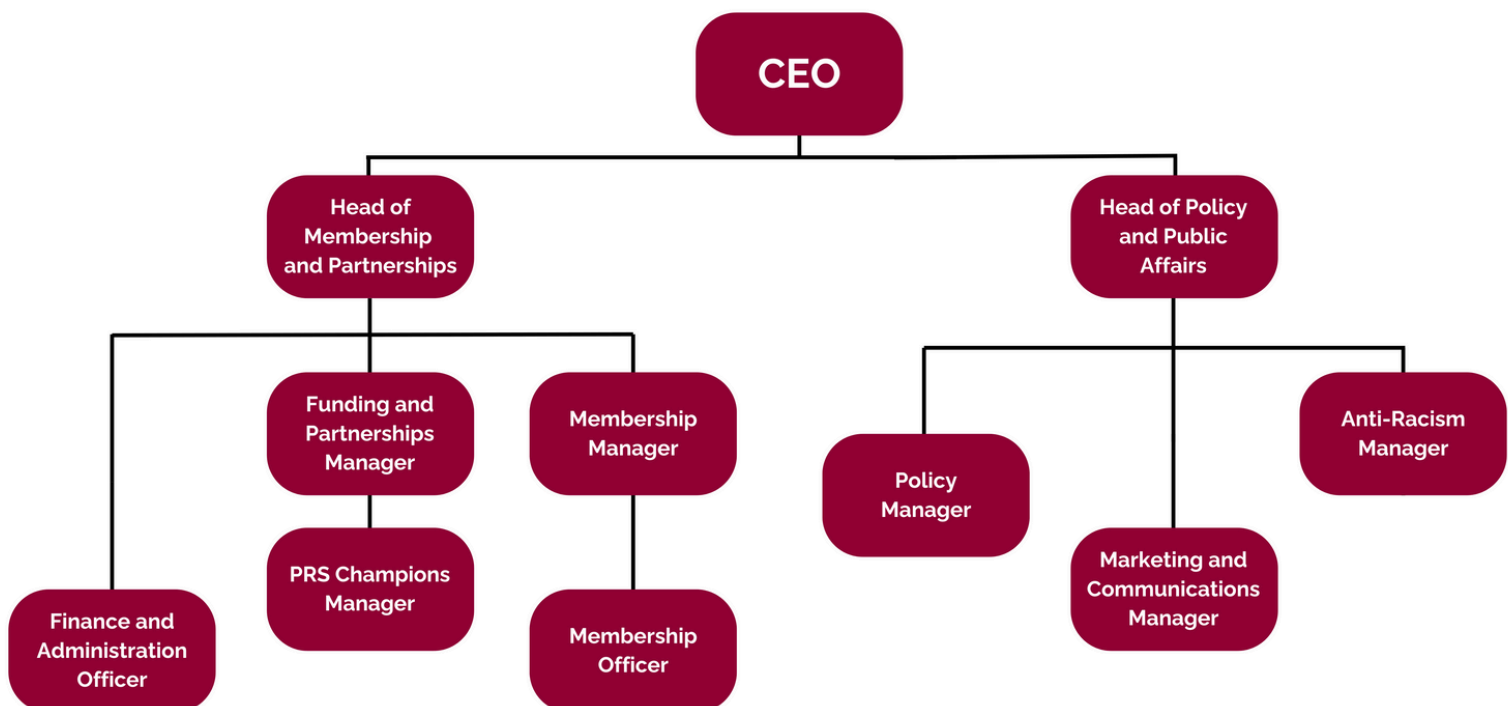 CEO
Head of
Membership
and Partnerships
Head of Policy
and Public
Affairs
Funding and
Partnerships
Manager
Membership
Manager
Anti-Racism
Manager
Policy
Manager
PRS Champions
Manager
Marketing and
Communications
Manager
Finance and
Administration
Officer
Membership
Officer